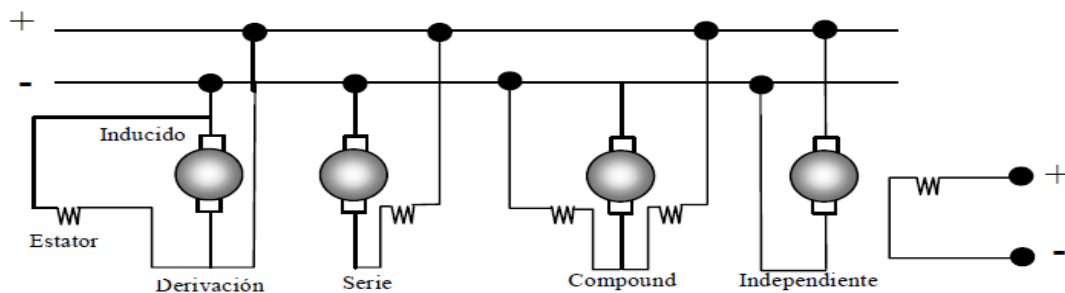 +
-
Inducido
+
Estator
-
Derivación
Serie
Compound
Independiente